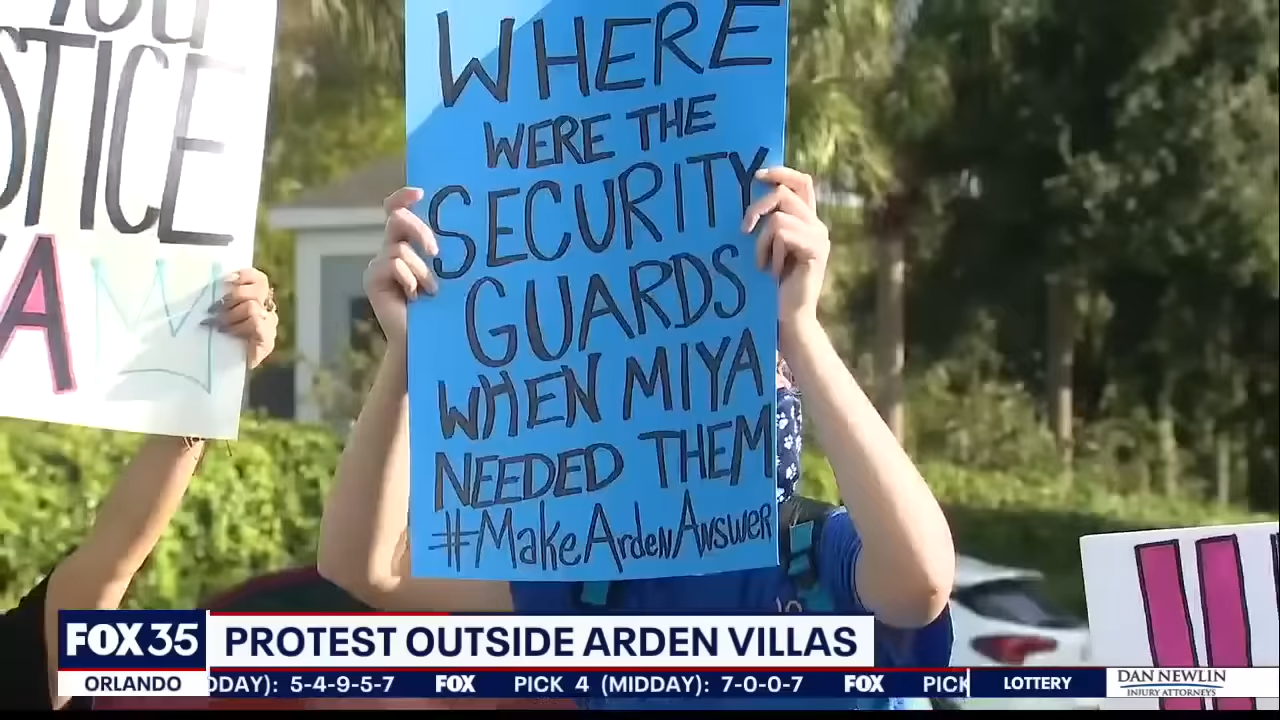 STICE
WHERE
WERE THE
SECURITY
GUARDS
WHEN MIYA
NEEDED THEM
#MakeArdenAnswer
FOX 35
PROTEST OUTSIDE ARDEN VILLAS
ORLANDO
DDAY): 5-4-9-5-7 FOX PICK 4 (MIDDAY): 7-0-0-7 FOX PICK
LOTTERY
DAN NEWLIN
INJURY ATTORNEYS